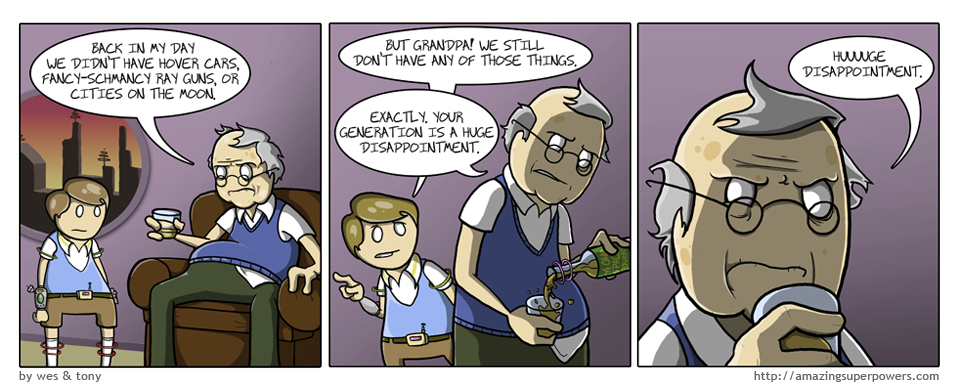 BACK IN MY DAY
WE DIDN'T HAVE HOVER CARS,
FANCY-SCHMANCY RAY GUNS, OR
CITIES ON THE MOON.
BUT GRANDPA! WE STILL
DON'T HAVE ANY OF THOSE THINGS.
EXACTLY. YOUR
GENERATION IS A HUGE
DISAPPOINTMENT.
HUUUUGE
DISAPPOINTMENT.
by wes & tony
http://amazingsuperpowers.com